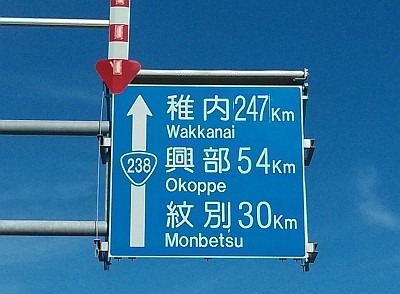 稚内 247Km
Wakkanai
238
興部 54Km
Okoppe
紋別 30Km
Monbetsu